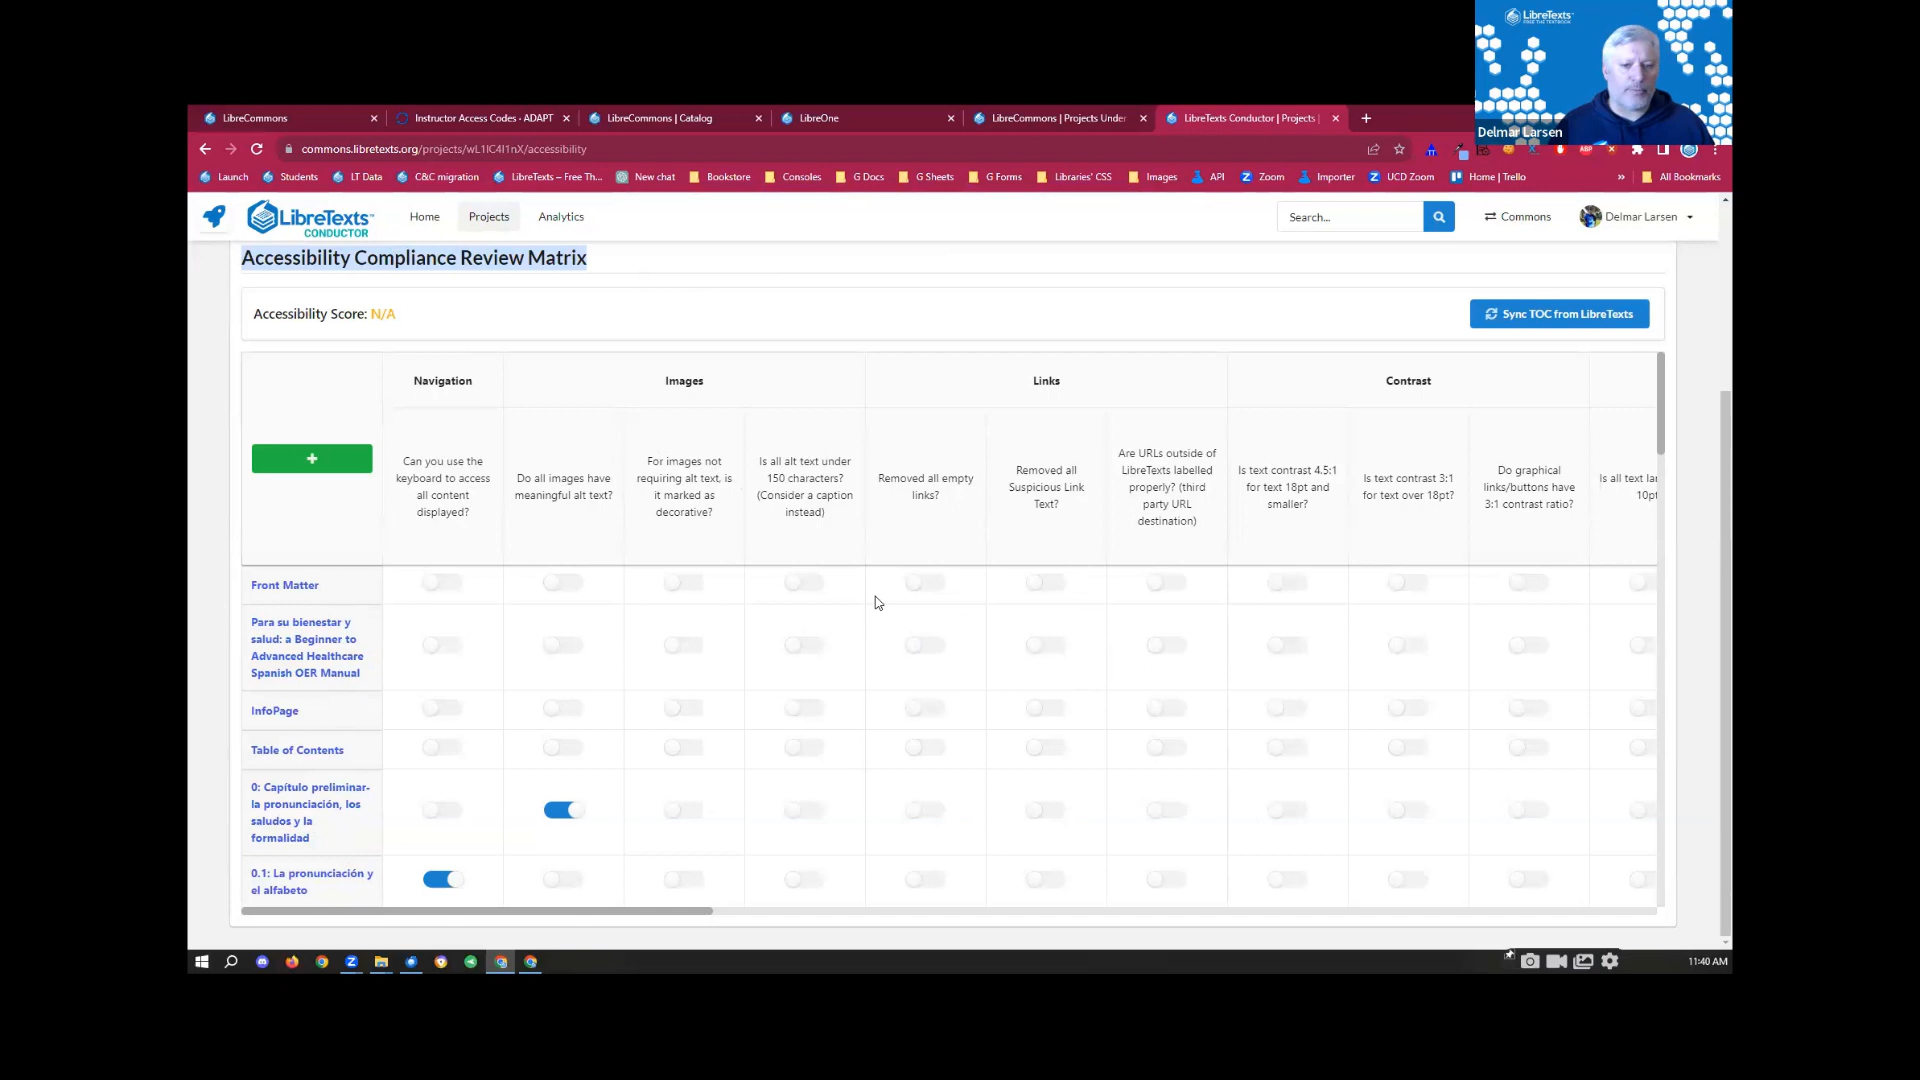 LibreTexts
FREE THE TEXTBOOK
Delmar Larsen
LibreCommons
Instructor Access Codes - ADAPT
LibreCommons | Catalog
LibreOne
LibreCommons | Projects Under
LibreTexts Conductor | Projects |
commons.libretexts.org/projects/wL1lC4l1nX/accessibility
Launch
Students
LT Data
C&C migration
LibreTexts – Free Th...
New chat
Bookstore
Consoles
G Docs
G Sheets
G Forms
Libraries' CSS
Images
API
Zoom
Importer
UCD Zoom
Home | Trello
»
All Bookmarks
LibreTexts™
CONDUCTOR
Home
Projects
Analytics
Search...
Commons
Delmar Larsen
Accessibility Compliance Review Matrix
Accessibility Score: N/A
Sync TOC from LibreTexts
Navigation
Images
Links
Contrast
+
Can you use the
keyboard to access
all content
displayed?
Do all images have
meaningful alt text?
For images not
requiring alt text, is
it marked as
decorative?
Is all alt text under
150 characters?
(Consider a caption
instead)
Removed all empty
links?
Removed all
Suspicious Link
Text?
Are URLs outside of
LibreTexts labelled
properly? (third
party URL
destination)
Is text contrast 4.5:1
for text 18pt and
smaller?
Is text contrast 3:1
for text over 18pt?
Do graphical
links/buttons have
3:1 contrast ratio?
Is all text la
10pt
Front Matter
Para su bienestar y
salud: a Beginner to
Advanced Healthcare
Spanish OER Manual
InfoPage
Table of Contents
0: Capítulo preliminar-
la pronunciación, los
saludos y la
formalidad
0.1: La pronunciación y
el alfabeto
11:40 AM